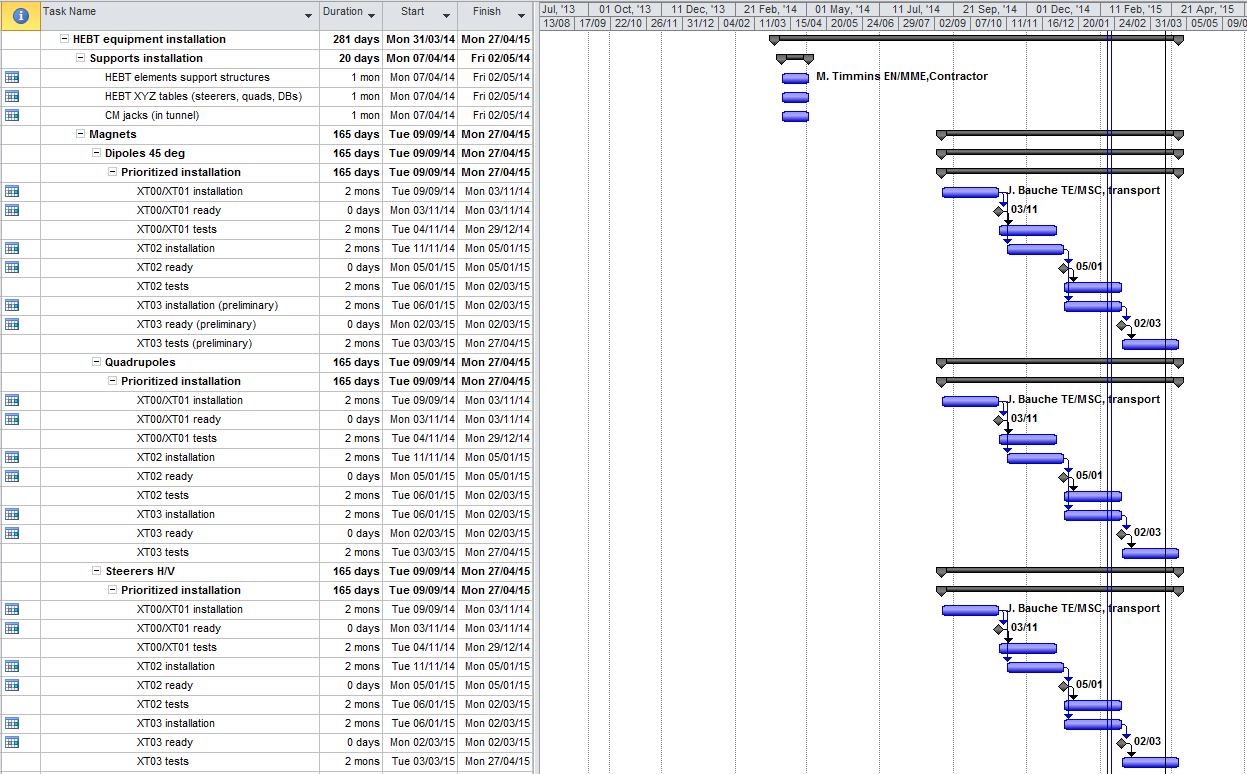 Task Name Duration Start Finish Jul, '13 01 Oct, '13 11 Dec, '13 21 Feb, '14 01 May, '14 11 Jul, '14 21 Sep, '14 01 Dec, '14 11 Feb, '15 21 Apr, '15
13/08 17/09 22/10 26/11 31/12 04/02 11/03 15/04 20/05 24/06 29/07 02/09 07/10 11/11 16/12 20/01 24/02 31/03 05/05 09/0
HEBT equipment installation 281 days Mon 31/03/14 Mon 27/04/15
Supports installation 20 days Mon 07/04/14 Fri 02/05/14
HEBT elements support structures 1 mon Mon 07/04/14 Fri 02/05/14 M. Timmins EN/MME,Contractor
HEBT XYZ tables (steerers, quads, DBs) 1 mon Mon 07/04/14 Fri 02/05/14
CM jacks (in tunnel) 1 mon Mon 07/04/14 Fri 02/05/14
Magnets 165 days Tue 09/09/14 Mon 27/04/15
Dipoles 45 deg 165 days Tue 09/09/14 Mon 27/04/15
Prioritized installation 165 days Tue 09/09/14 Mon 27/04/15
XT00/XT01 installation 2 mons Tue 09/09/14 Mon 03/11/14 J. Bauche TE/MSC, transport
XT00/XT01 ready 0 days Mon 03/11/14 Mon 03/11/14 03/11
XT00/XT01 tests 2 mons Tue 04/11/14 Mon 29/12/14
XT02 installation 2 mons Tue 11/11/14 Mon 05/01/15
XT02 ready 0 days Mon 05/01/15 Mon 05/01/15 05/01
XT02 tests 2 mons Tue 06/01/15 Mon 02/03/15
XT03 installation (preliminary) 2 mons Tue 06/01/15 Mon 02/03/15
XT03 ready (preliminary) 0 days Mon 02/03/15 Mon 02/03/15 02/03
XT03 tests (preliminary) 2 mons Tue 03/03/15 Mon 27/04/15
Quadrupoles 165 days Tue 09/09/14 Mon 27/04/15
Prioritized installation 165 days Tue 09/09/14 Mon 27/04/15
XT00/XT01 installation 2 mons Tue 09/09/14 Mon 03/11/14 J. Bauche TE/MSC, transport
XT00/XT01 ready 0 days Mon 03/11/14 Mon 03/11/14 03/11
XT00/XT01 tests 2 mons Tue 04/11/14 Mon 29/12/14
XT02 installation 2 mons Tue 11/11/14 Mon 05/01/15
XT02 ready 0 days Mon 05/01/15 Mon 05/01/15 05/01
XT02 tests 2 mons Tue 06/01/15 Mon 02/03/15
XT03 installation 2 mons Tue 06/01/15 Mon 02/03/15
XT03 ready 0 days Mon 02/03/15 Mon 02/03/15 02/03
XT03 tests 2 mons Tue 03/03/15 Mon 27/04/15
Steerers H/V 165 days Tue 09/09/14 Mon 27/04/15
Prioritized installation 165 days Tue 09/09/14 Mon 27/04/15
XT00/XT01 installation 2 mons Tue 09/09/14 Mon 03/11/14 J. Bauche TE/MSC, transport
XT00/XT01 ready 0 days Mon 03/11/14 Mon 03/11/14 03/11
XT00/XT01 tests 2 mons Tue 04/11/14 Mon 29/12/14
XT02 installation 2 mons Tue 11/11/14 Mon 05/01/15
XT02 ready 0 days Mon 05/01/15 Mon 05/01/15 05/01
XT02 tests 2 mons Tue 06/01/15 Mon 02/03/15
XT03 installation 2 mons Tue 06/01/15 Mon 02/03/15
XT03 ready 0 days Mon 02/03/15 Mon 02/03/15 02/03
XT03 tests 2 mons Tue 03/03/15 Mon 27/04/15